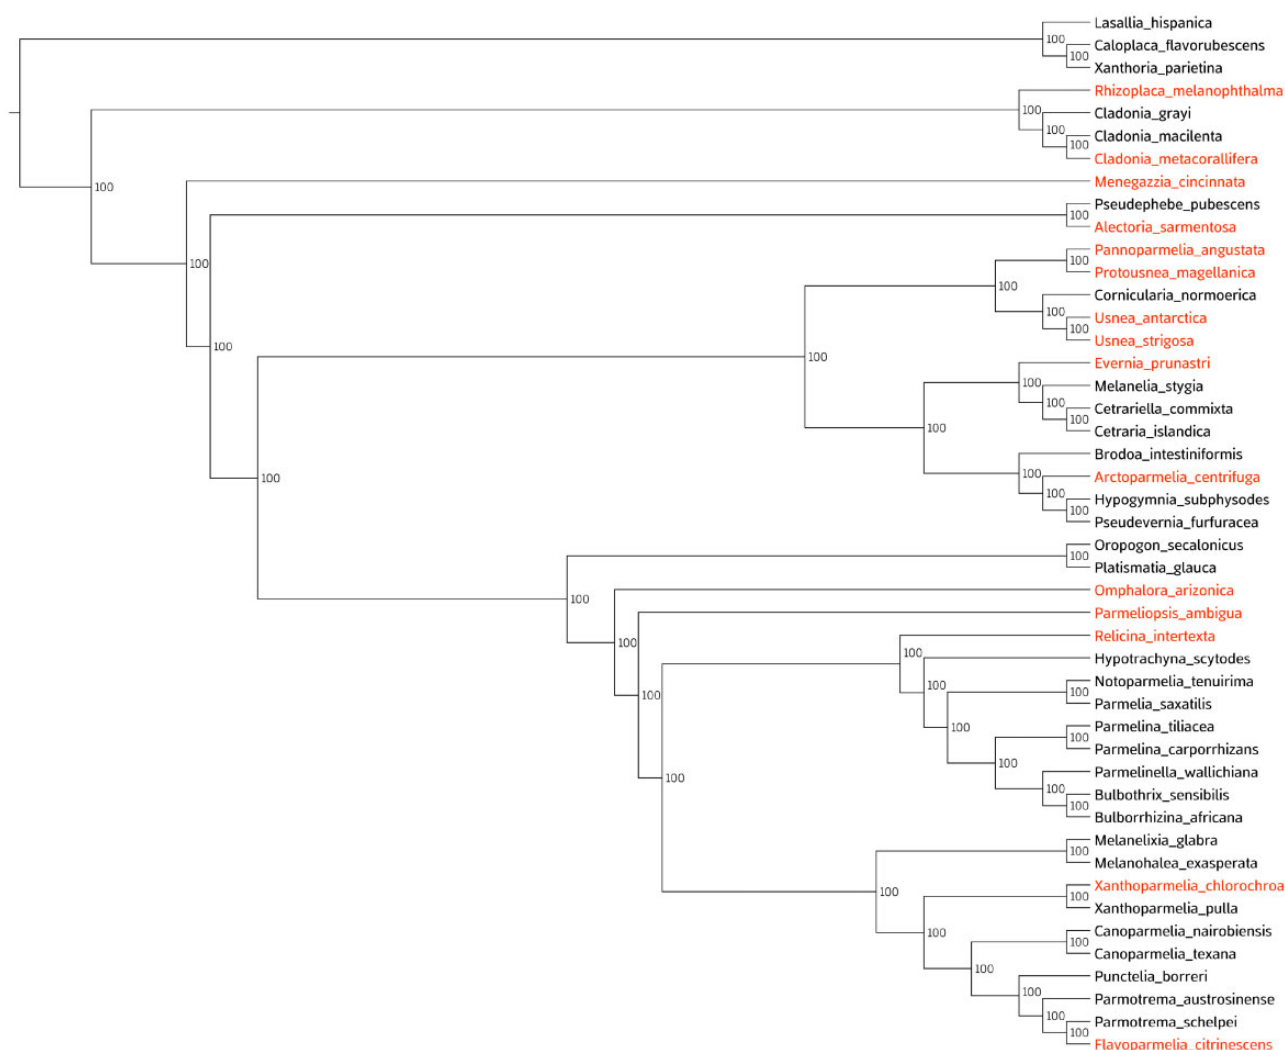 Lasallia_hispanica
100
Caloplaca_flavorubescens
100
Xanthoria_parietina
Rhizoplaca_melanophthalma
100
Cladonia_grayi
100
Cladonia_macilenta
100
Cladonia_metacorallifera
Menegazzia_cincinnata
100
Pseudephebe_pubescens
100
Alectoria_sarmentosa
Pannoparmelia_angustata
100
100
Protousnea_magellanica
100
Cornicularia_normoerica
100
Usnea_antarctica
100
Usnea_strigosa
100
100
Evernia_prunastri
100
Melanelia_stygia
100
Cetrariella_commixta
100
Cetraria_islandica
100
Brodoa_intestiniformis
100
Arctoparmelia_centrifuga
100
100
Hypogymnia_subphysodes
100
Pseudevernia_furfuracea
Oropogon_secalonicus
100
Platismatia_glauca
Omphalora_arizonica
100
Parmeliopsis_ambigua
Relicina_intertexta
100
100
Hypotrachyna_scytodes
Notoparmelia_tenuirima
100
100
100
Parmelia_saxatilis
Parmelina_tiliacea
100
100
Parmelina_carporrhizans
100
Parmelinella_wallichiana
100
100
Bulbothrix_sensibilis
100
Bulborrhizina_africana
Melanelixia_glabra
100
Melanohalea_exasperata
Xanthoparmelia_chlorochroa
100
100
Xanthoparmelia_pulla
Canoparmelia_nairobiensis
100
100
Canoparmelia_texana
100
Punctelia_borreri
100
Parmotrema_austrosinense
100
Parmotrema_schelpei
100
Flavoparmelia_citrinescens